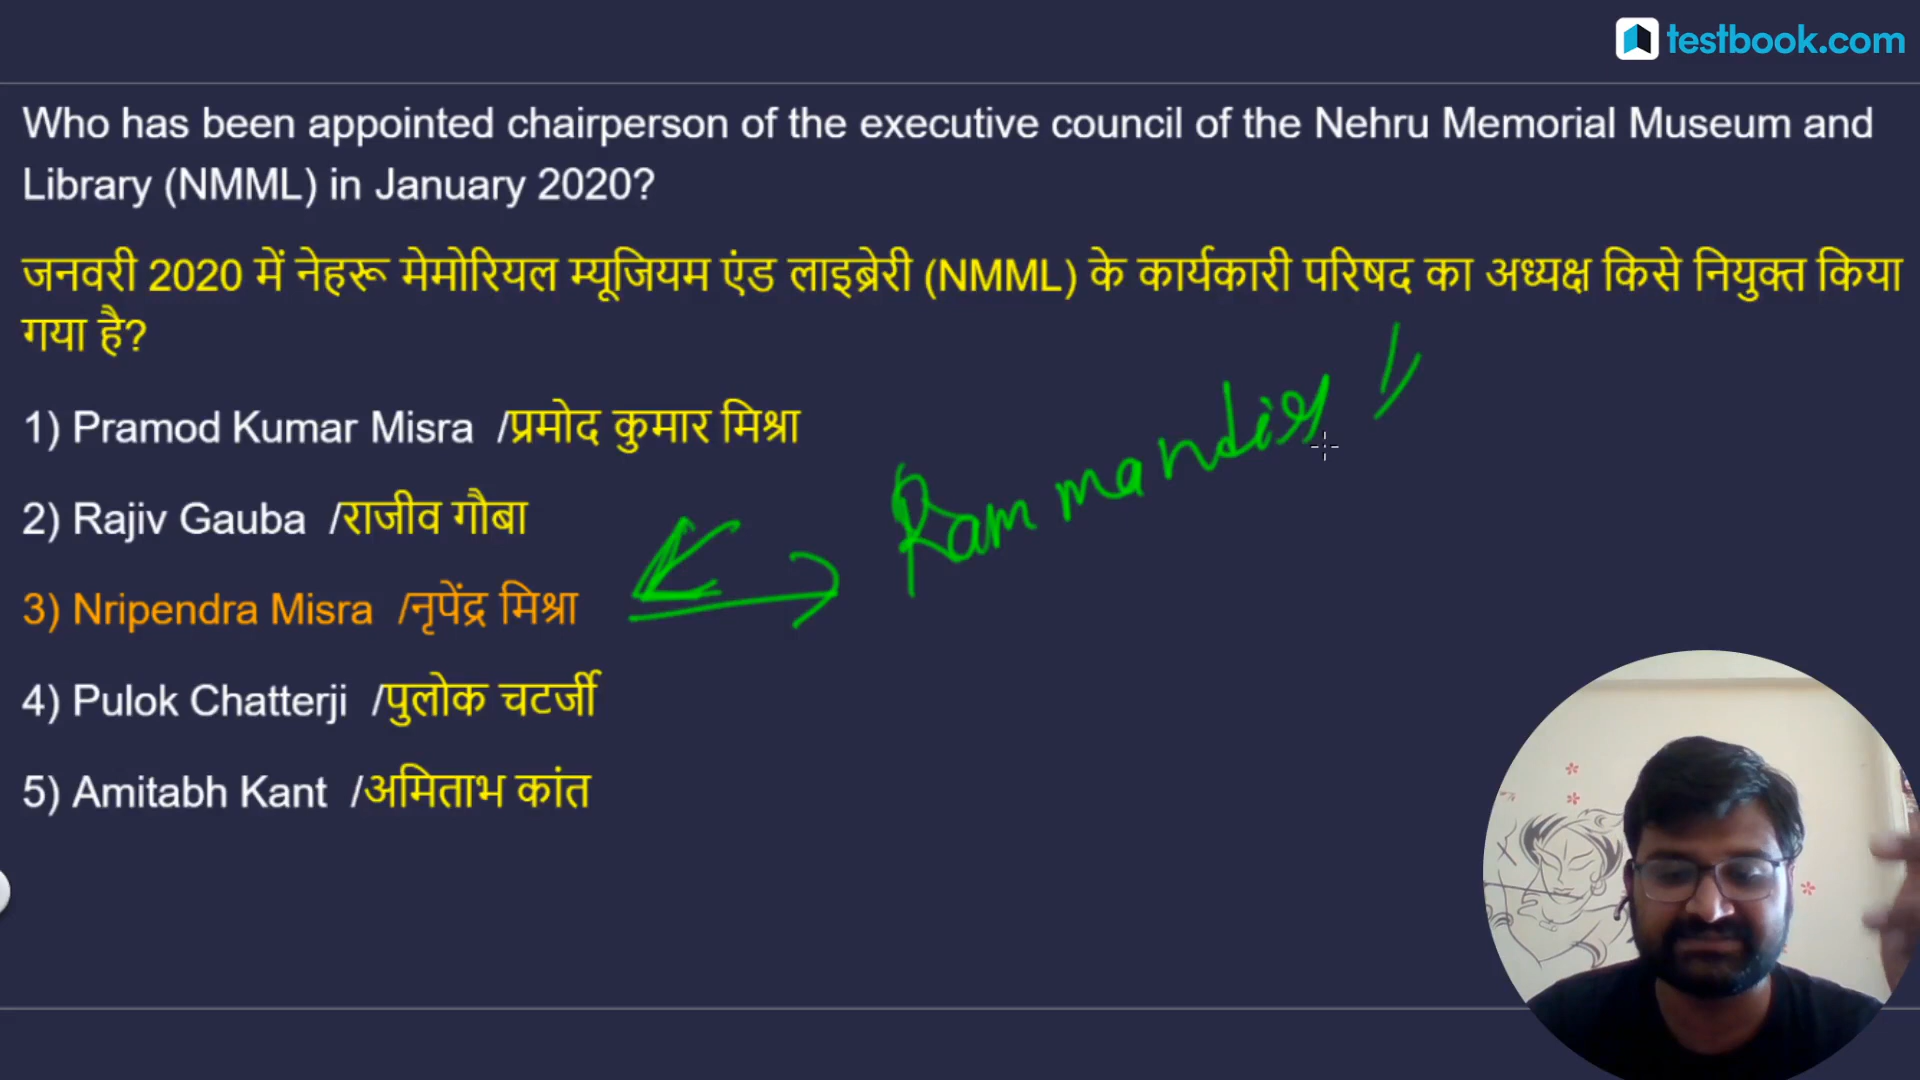 testbook.com
Who has been appointed chairperson of the executive council of the Nehru Memorial Museum and
Library (NMML) in January 2020?
जनवरी 2020 में नेहरू मेमोरियल म्यूजियम एंड लाइब्रेरी (NMML) के कार्यकारी परिषद का अध्यक्ष किसे नियुक्त किया
गया है?
1) Pramod Kumar Misra /प्रमोद कुमार मिश्रा
2) Rajiv Gauba /राजीव गौबा
3) Nripendra Misra /नृपेंद्र मिश्रा
Ram mandir
4) Pulok Chatterji /पुलोक चटर्जी
5) Amitabh Kant /अमिताभ कांत